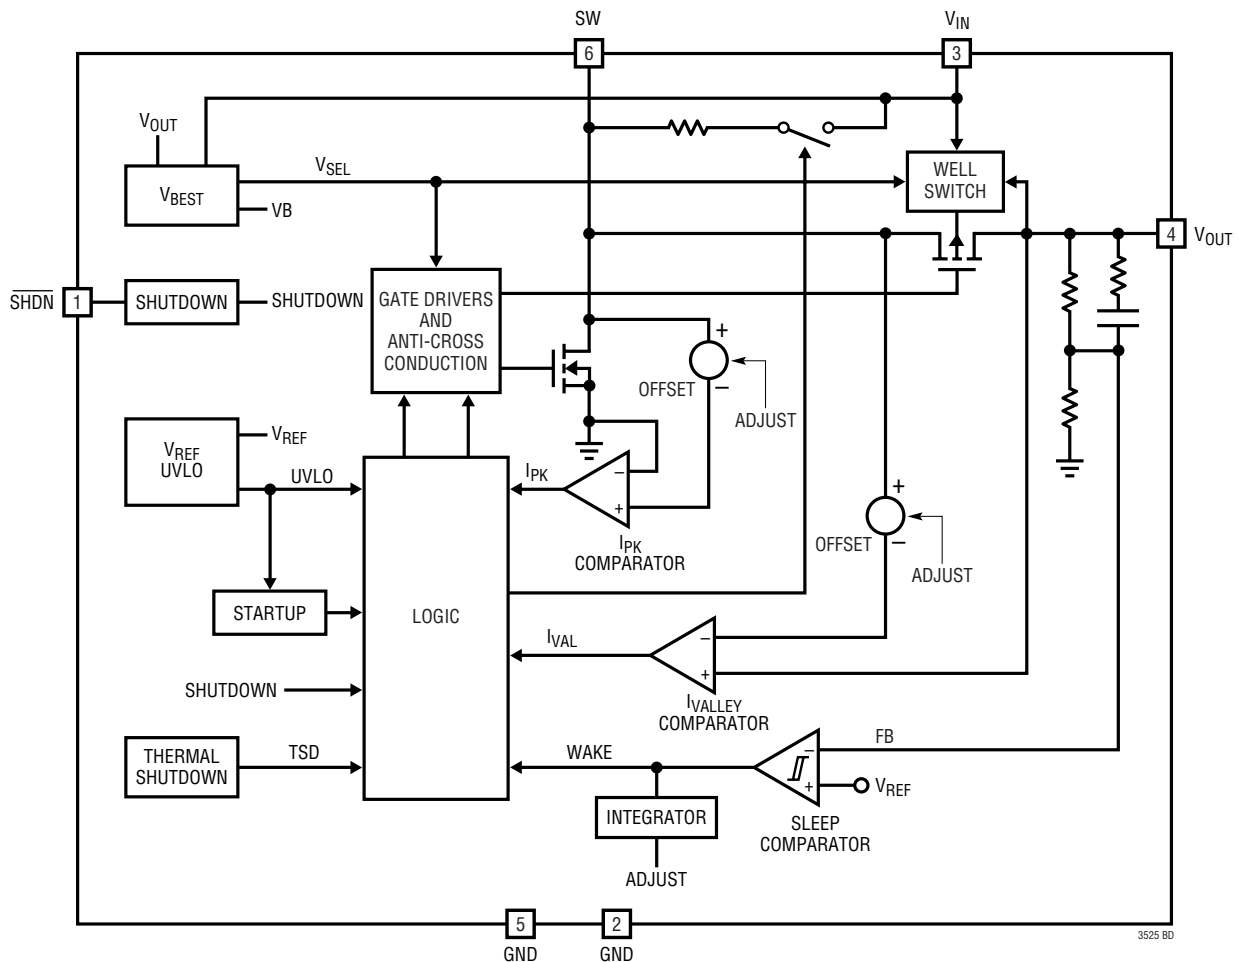 SW
VIN
6
3
VOUT
VBEST
VSEL
VB
WELL
SWITCH
4
VOUT
SHDN
1
SHUTDOWN
SHUTDOWN
GATE DRIVERS
AND
ANTI-CROSS
CONDUCTION
+
OFFSET
–
ADJUST
VREF
UVLO
VREF
UVLO
IPK
–
+
IPK
COMPARATOR
+
OFFSET
–
ADJUST
STARTUP
LOGIC
IVAL
–
+
IVALLEY
COMPARATOR
SHUTDOWN
THERMAL
SHUTDOWN
TSD
WAKE
FB
–
+
VREF
SLEEP
COMPARATOR
INTEGRATOR
ADJUST
5
2
GND
GND
3525 BD